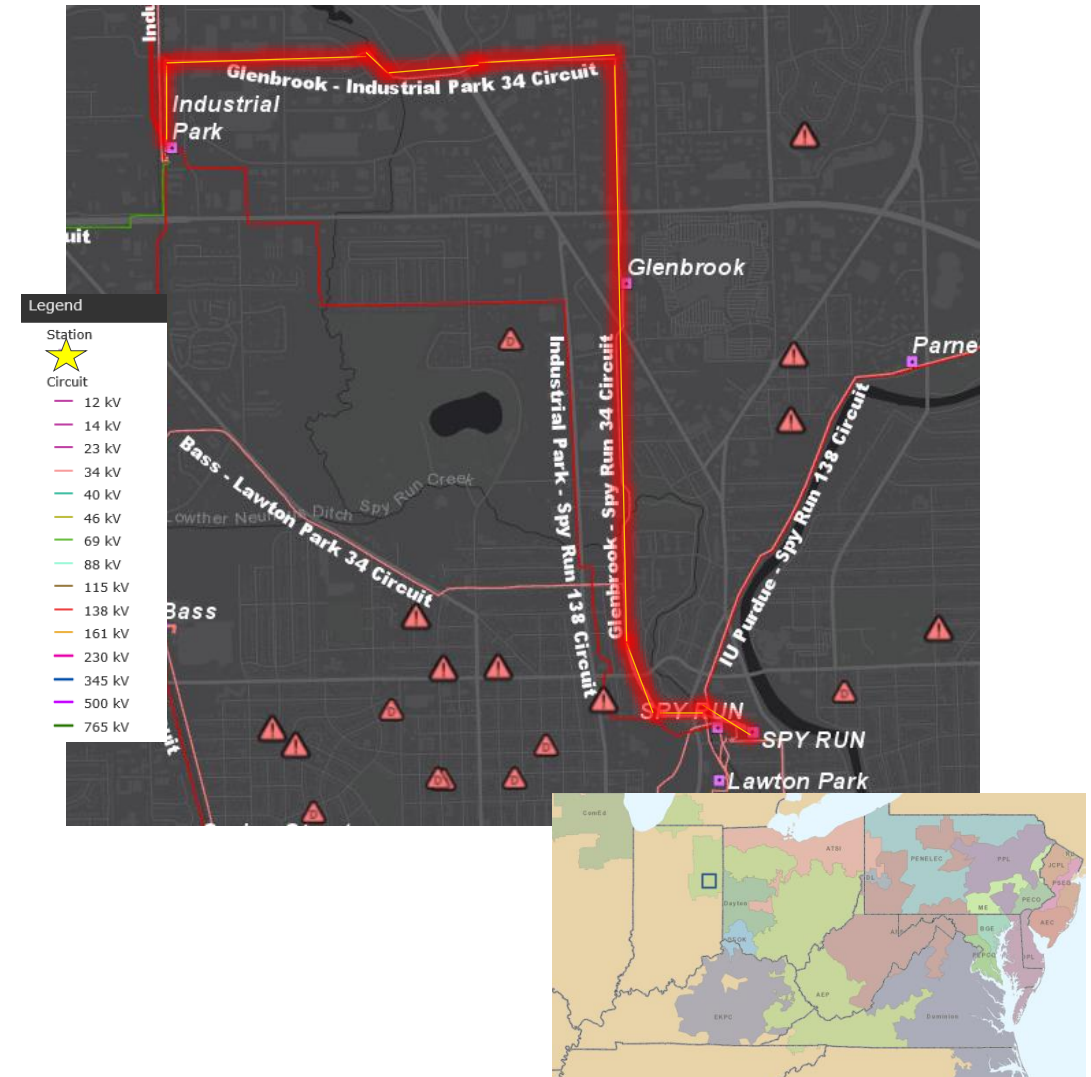 Indu
Glenbrook - Industrial Park 34 Circuit
Industrial
Park
uit
Glenbrook
Legend
Station
Circuit
12 kV
14 kV
23 kV
34 kV
40 kV
46 kV
69 kV
88 kV
115 kV
138 kV
161 kV
230 kV
345 kV
500 kV
765 kV
Parne
Industrial Park - Spy Run 138 Circuit
Glenbrook - Spy Run 34 Circuit
IU Purdue - Spy Run 138 Circuit
Bass - Lawton Park 34 Circuit
Spy Run Creek
Ditch
Bass
uit
SPY RUN
SPY RUN
Lawton Park
D
D
D
D
D
D
D
ComEd
ATSI
PENELEC
PPL
JCPL
Dayton
ME
PECO
PSEG
AEC
BGE
PEPCO
DPL
DEOK
AEP
EKPC
Dominion